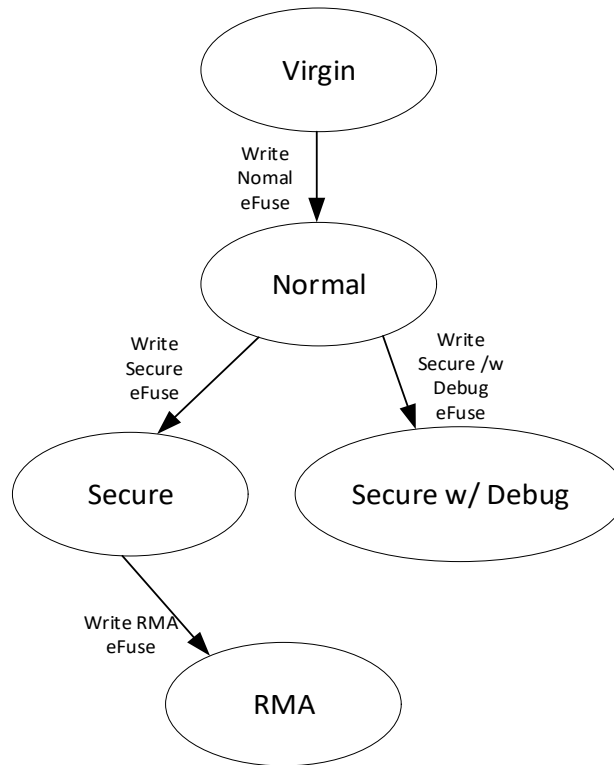 Virgin
Write
Nomal
eFuse
Normal
Write
Secure
eFuse
Write
Secure /w
Debug
eFuse
Secure
Secure w/ Debug
Write RMA
eFuse
RMA